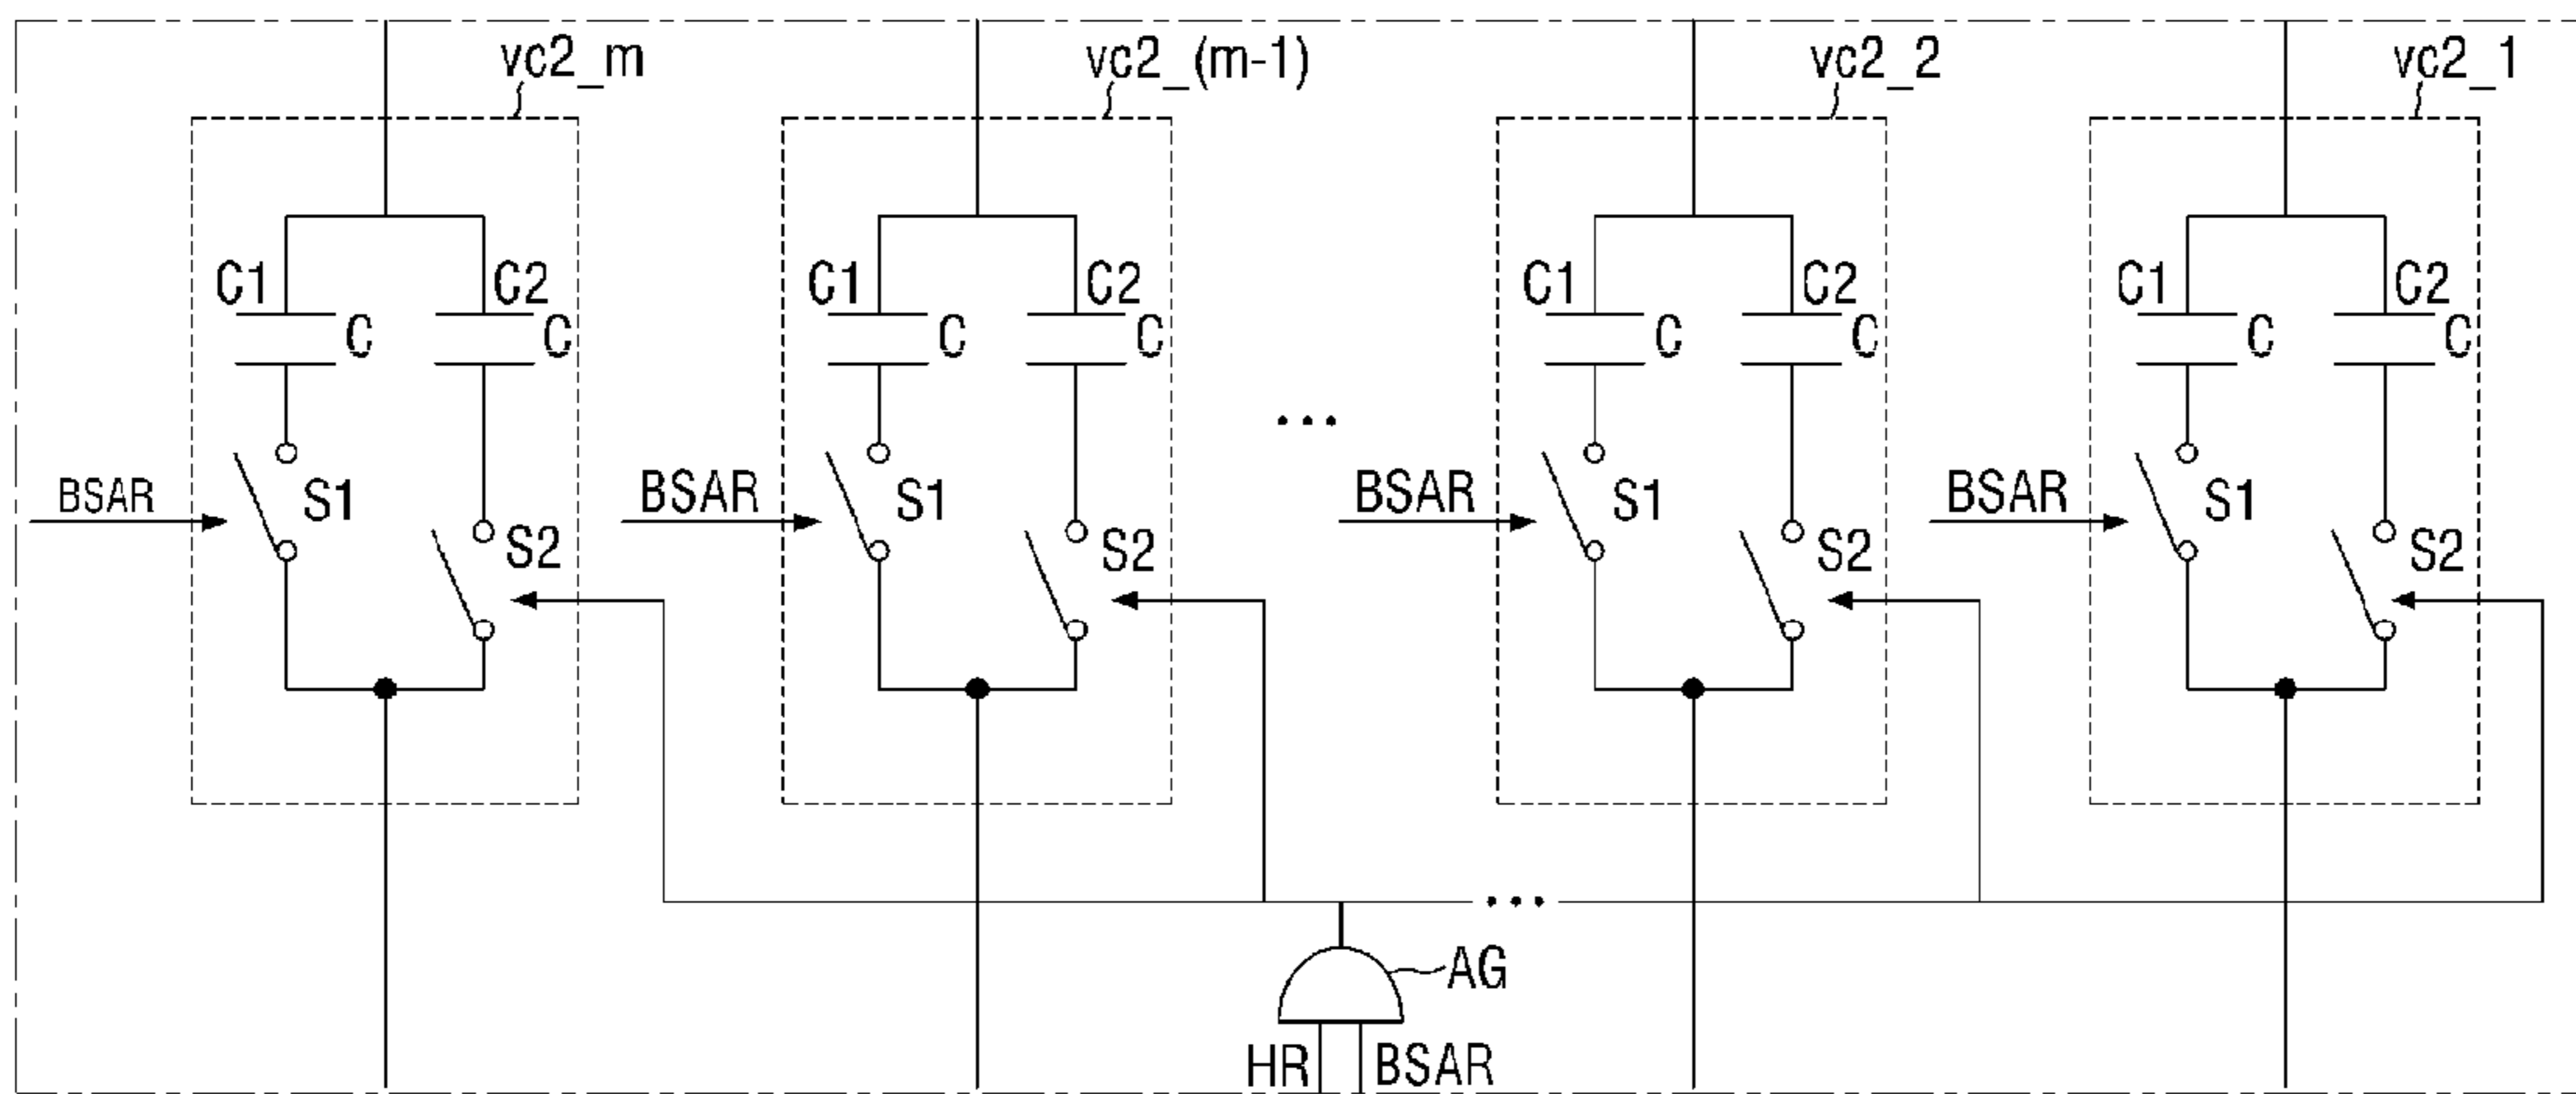 vc2_m vc2_(m-1) vc2_2 vc2_1
C1 C2 C1 C2 C1 C2 C1 C2
C C C C C C C C
...
BSAR S1 BSAR S1 BSAR S1 BSAR S1
S2 S2 S2 S2
...
AG
HR BSAR